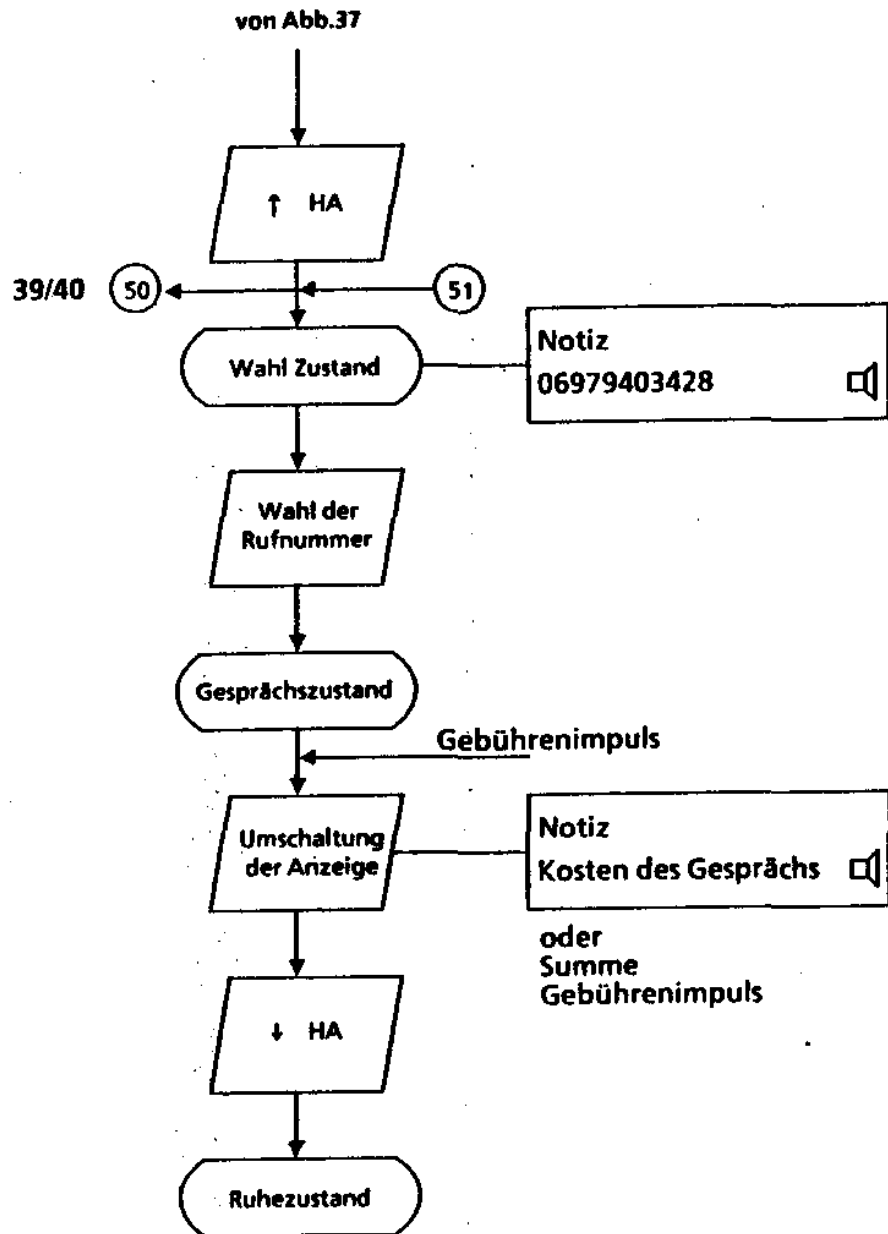 von Abb.37
↑ HA
39/40 50 51
Wahl Zustand
Notiz
06979403428
Wahl der
Rufnummer
Gesprächszustand
Gebührenimpuls
Umschaltung
der Anzeige
Notiz
Kosten des Gesprächs
oder
Summe
Gebührenimpuls
↓ HA
Ruhezustand